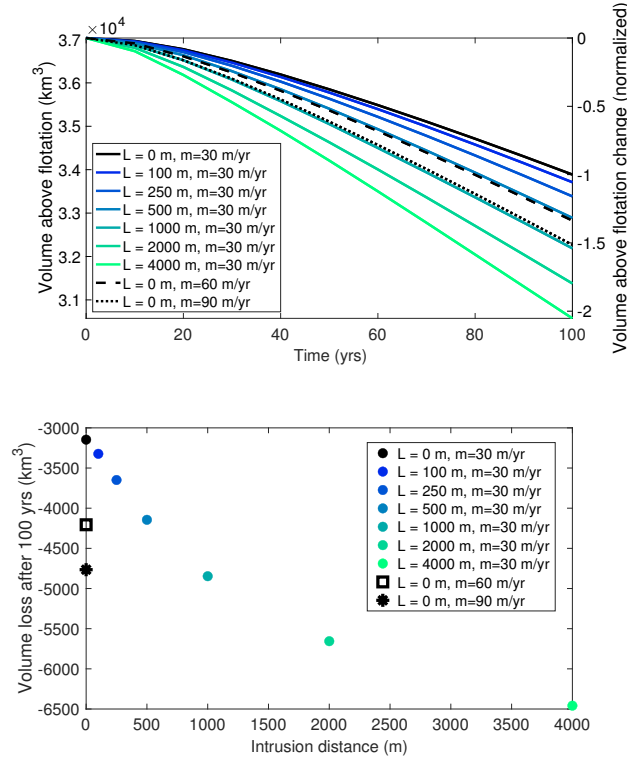 ×10⁴
3.7
3.6
3.5
3.4
3.3
3.2
3.1
Volume above flotation (km³)
0
-0.5
-1
-1.5
-2
Volume above flotation change (normalized)
L = 0 m, m=30 m/yr
L = 100 m, m=30 m/yr
L = 250 m, m=30 m/yr
L = 500 m, m=30 m/yr
L = 1000 m, m=30 m/yr
L = 2000 m, m=30 m/yr
L = 4000 m, m=30 m/yr
L = 0 m, m=60 m/yr
L = 0 m, m=90 m/yr
0 20 40 60 80 100
Time (yrs)
-3000
-3500
-4000
-4500
-5000
-5500
-6000
-6500
Volume loss after 100 yrs (km³)
L = 0 m, m=30 m/yr
L = 100 m, m=30 m/yr
L = 250 m, m=30 m/yr
L = 500 m, m=30 m/yr
L = 1000 m, m=30 m/yr
L = 2000 m, m=30 m/yr
L = 4000 m, m=30 m/yr
L = 0 m, m=60 m/yr
L = 0 m, m=90 m/yr
0 500 1000 1500 2000 2500 3000 3500 4000
Intrusion distance (m)